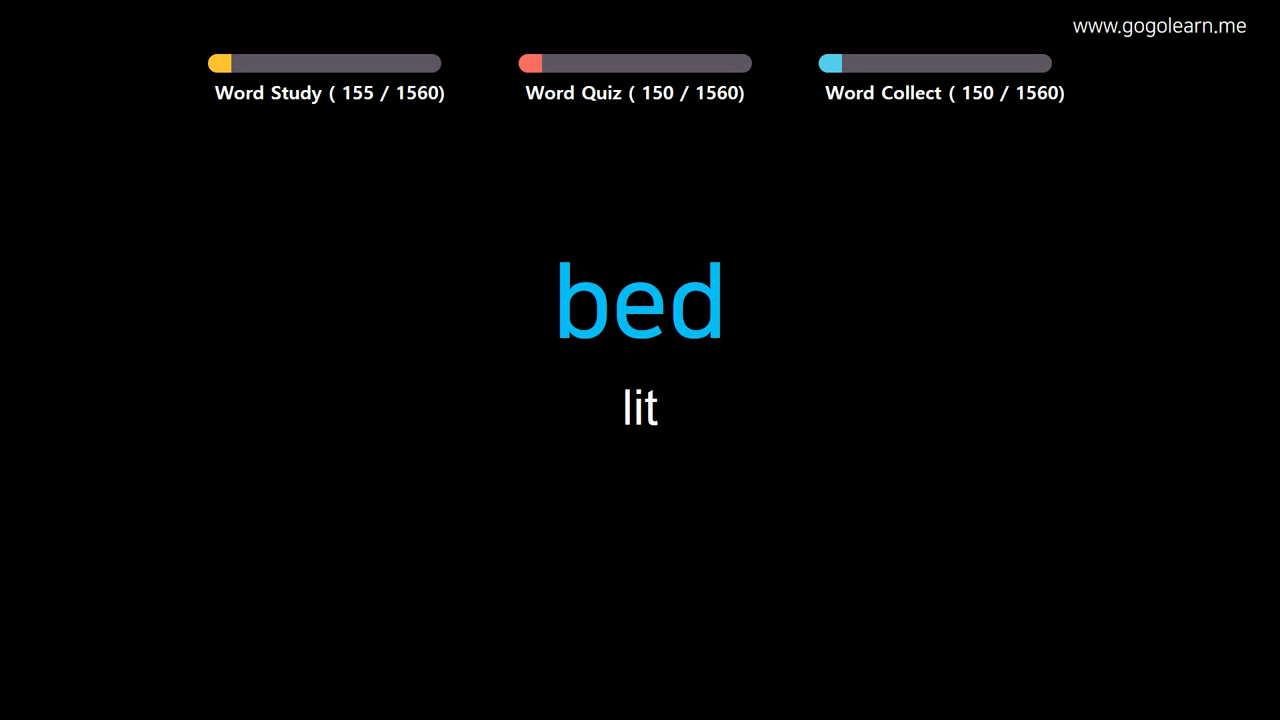 www.gogolearn.me
Word Study ( 155 / 1560)
Word Quiz ( 150 / 1560)
Word Collect ( 150 / 1560)
bed
lit